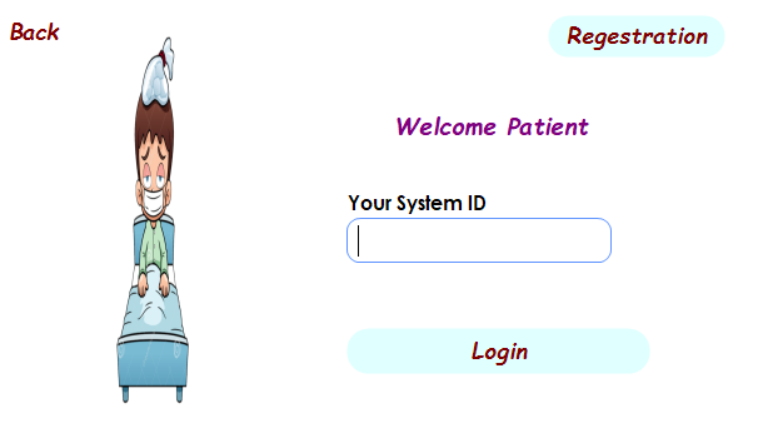 Back
Regestration
Welcome Patient
Your System ID
Login